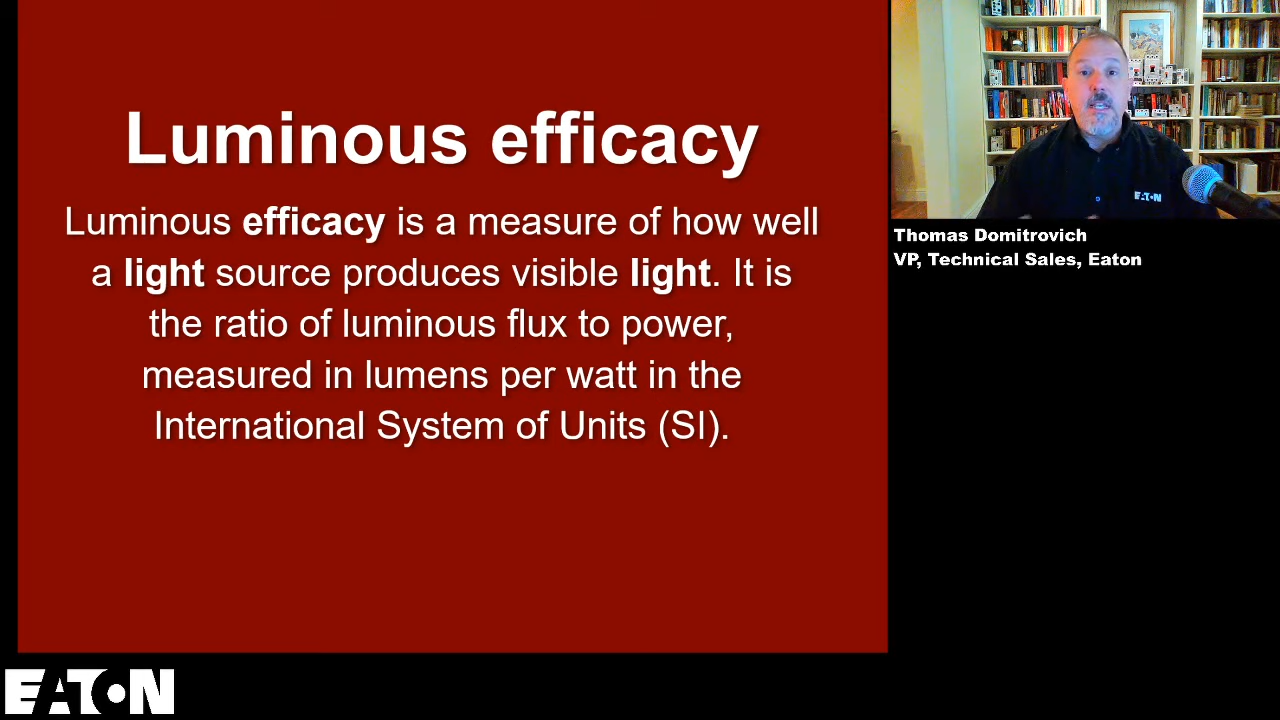 Luminous efficacy
Luminous efficacy is a measure of how well
a light source produces visible light. It is
the ratio of luminous flux to power,
measured in lumens per watt in the
International System of Units (SI).
EATON
Thomas Domitrovich
VP, Technical Sales, Eaton
EATON